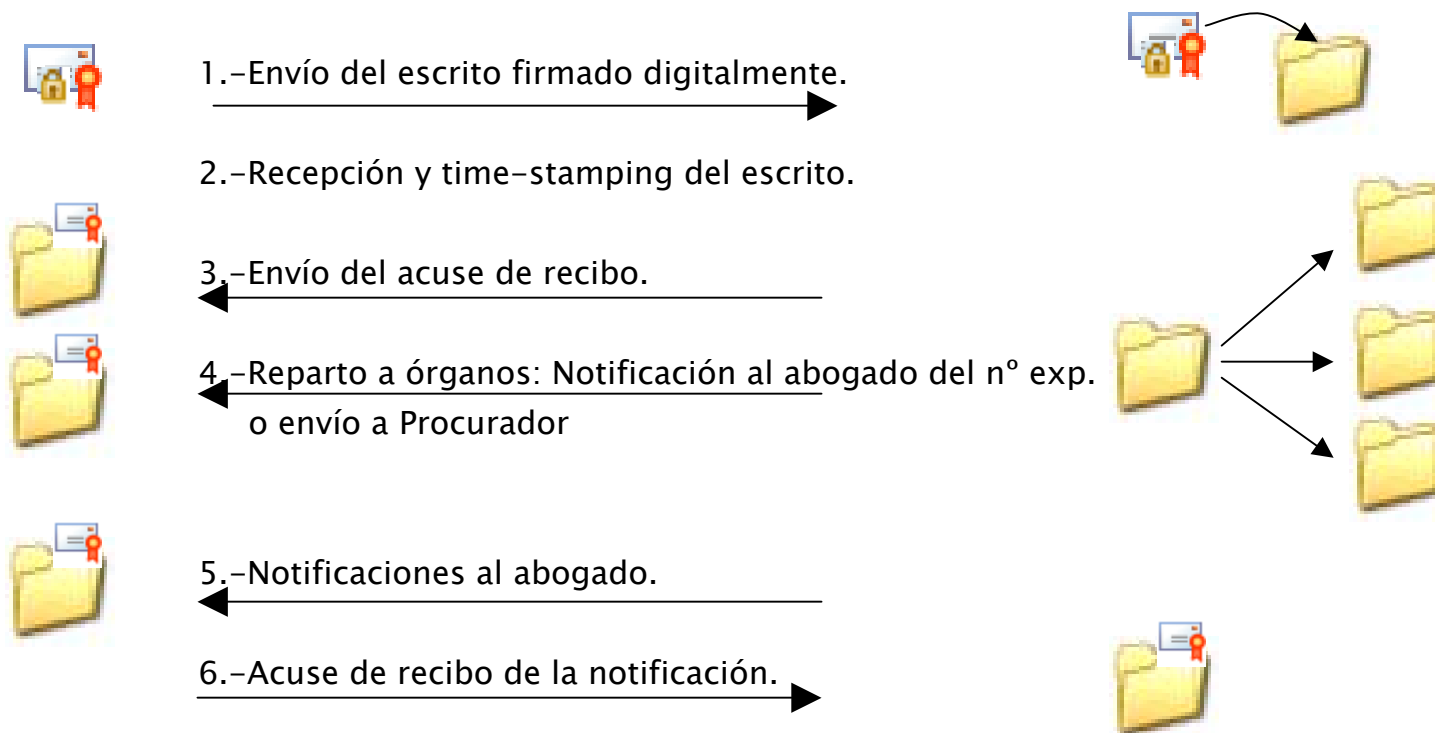 1.-Envío del escrito firmado digitalmente.
2.-Recepción y time-stamping del escrito.
3.-Envío del acuse de recibo.
4.-Reparto a órganos: Notificación al abogado del nº exp.
o envío a Procurador
5.-Notificaciones al abogado.
6.-Acuse de recibo de la notificación.